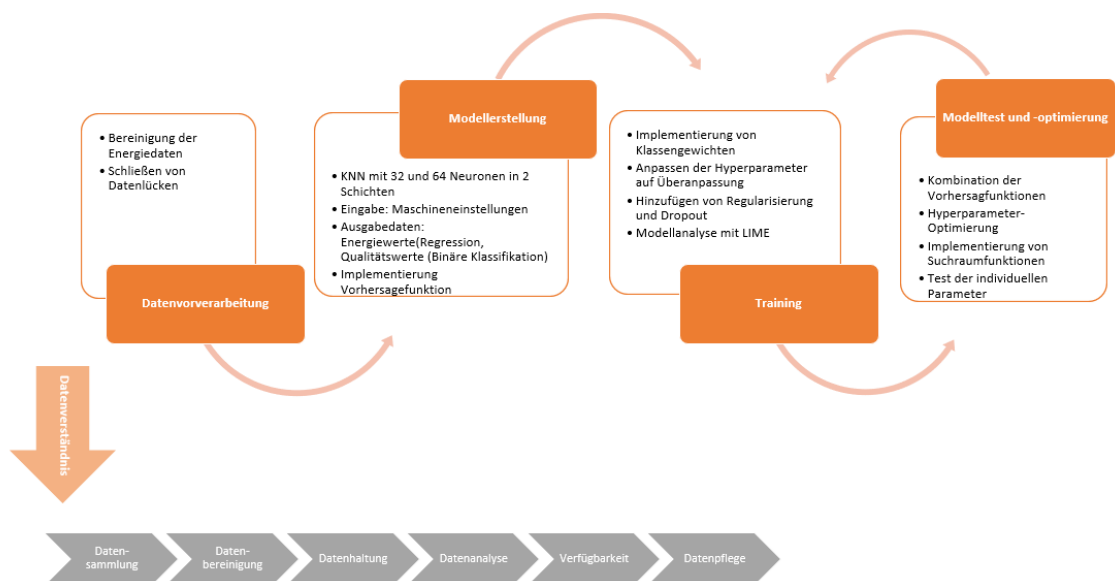 • Bereinigung der
Energiedaten
• Schließen von
Datenlücken
Datenvorverarbeitung
Modellerstellung
• KNN mit 32 und 64 Neuronen in 2
Schichten
• Eingabe: Maschineneinstellungen
• Ausgabedaten:
Energiewerte(Regression,
Qualitätswerte (Binäre Klassifikation)
• Implementierung
Vorhersagefunktion
• Implementierung von
Klassengewichten
• Anpassen der Hyperparameter
auf Überanpassung
• Hinzufügen von Regularisierung
und Dropout
• Modellanalyse mit LIME
Training
Modelltest und -optimierung
• Kombination der
Vorhersagfunktionen
• Hyperparameter-
Optimierung
• Implementierung von
Suchraumfunktionen
• Test der individuellen
Parameter
Datenverständnis
Daten-
sammlung
Daten-
bereinigung
Datenhaltung
Datenanalyse
Verfügbarkeit
Datenpflege